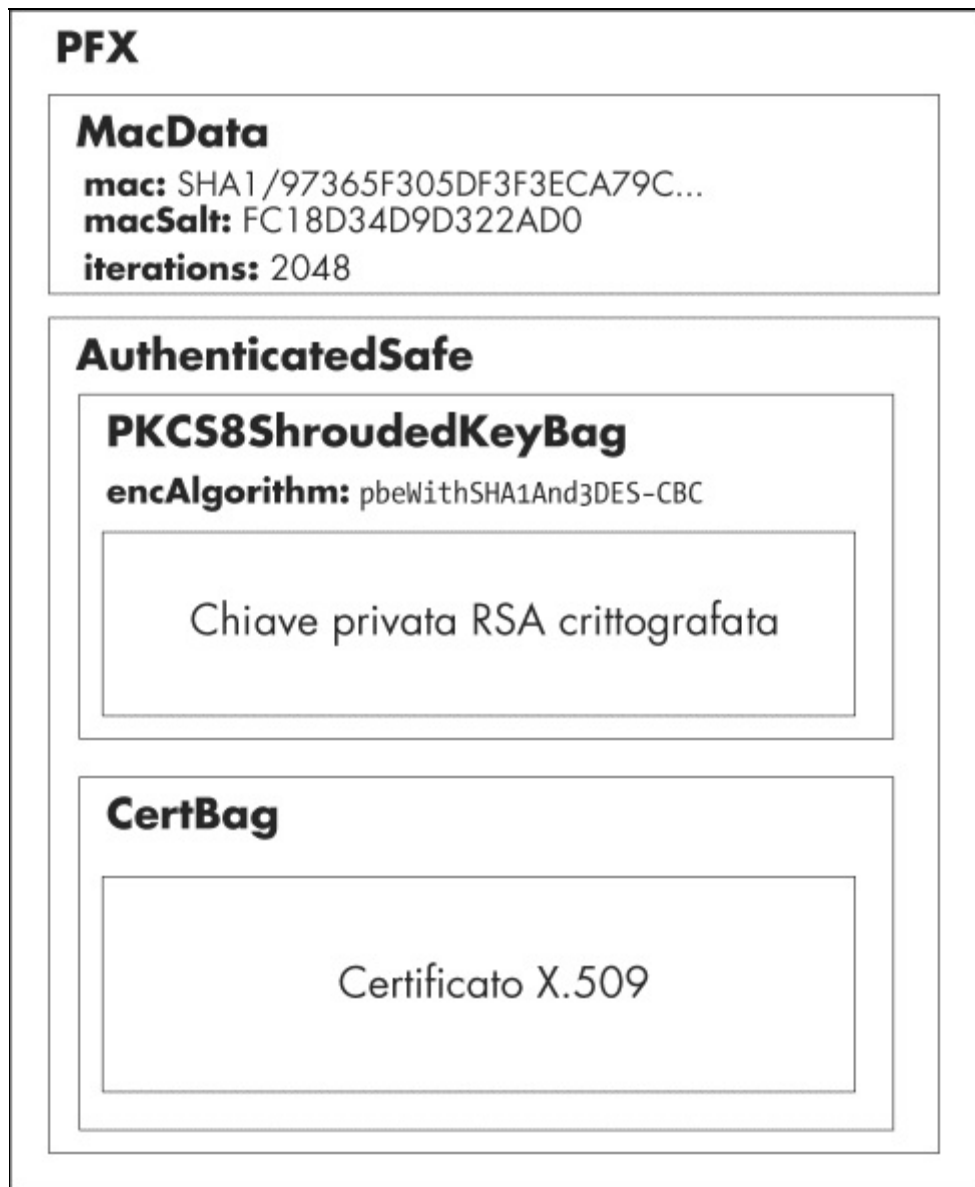 PFX
MacData
mac: SHA1/97365F305DF3F3ECA79C...
macSalt: FC18D34D9D322AD0
iterations: 2048
AuthenticatedSafe
PKCS8ShroudedKeyBag
encAlgorithm: pbeWithSHA1And3DES-CBC
Chiave privata RSA crittografata
CertBag
Certificato X.509